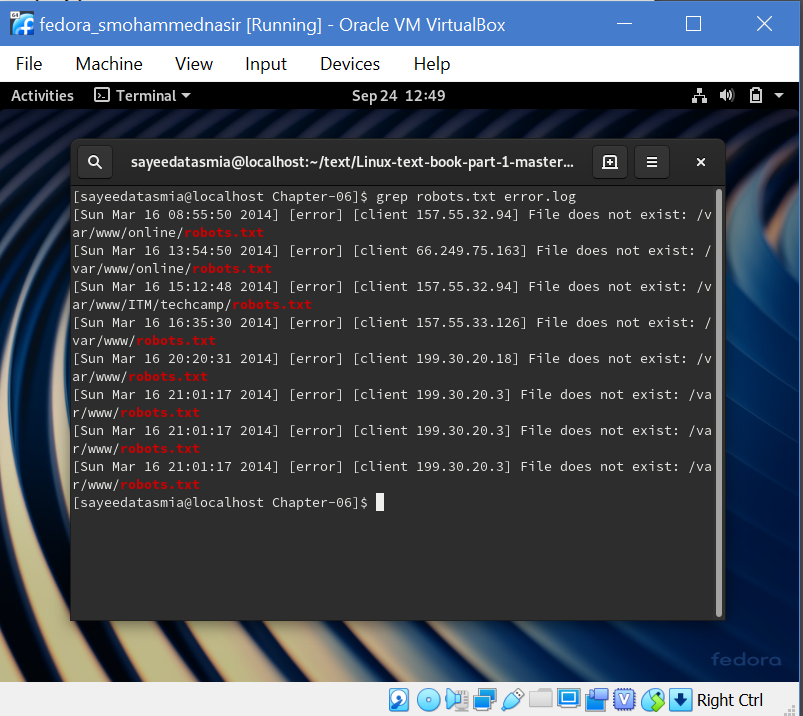 fedora_smohammednasir [Running] - Oracle VM VirtualBox
File Machine View Input Devices Help
Activities Terminal Sep 24 12:49
sayeedatasmia@localhost:~/text/Linux-text-book-part-1-master...
[sayeedatasmia@localhost Chapter-06]$ grep robots.txt error.log
[Sun Mar 16 08:55:50 2014] [error] [client 157.55.32.94] File does not exist: /v
ar/www/online/robots.txt
[Sun Mar 16 13:54:50 2014] [error] [client 66.249.75.163] File does not exist: /
var/www/online/robots.txt
[Sun Mar 16 15:12:48 2014] [error] [client 157.55.32.94] File does not exist: /v
ar/www/ITM/techcamp/robots.txt
[Sun Mar 16 16:35:30 2014] [error] [client 157.55.33.126] File does not exist: /
var/www/robots.txt
[Sun Mar 16 20:20:31 2014] [error] [client 199.30.20.18] File does not exist: /v
ar/www/robots.txt
[Sun Mar 16 21:01:17 2014] [error] [client 199.30.20.3] File does not exist: /va
r/www/robots.txt
[Sun Mar 16 21:01:17 2014] [error] [client 199.30.20.3] File does not exist: /va
r/www/robots.txt
[Sun Mar 16 21:01:17 2014] [error] [client 199.30.20.3] File does not exist: /va
r/www/robots.txt
[sayeedatasmia@localhost Chapter-06]$
fedora
Right Ctrl